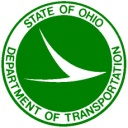 STATE OF OHIO
DEPARTMENT OF TRANSPORTATION